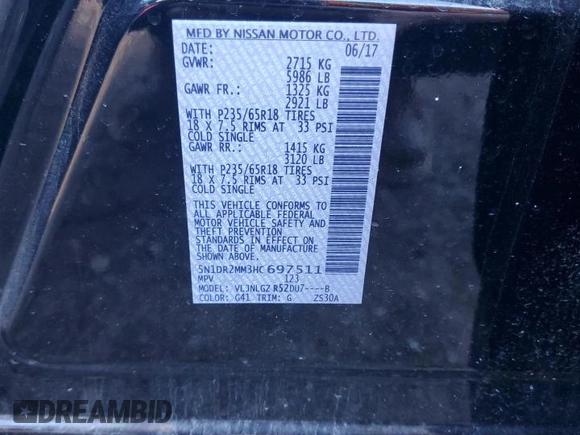 MFD BY NISSAN MOTOR CO., LTD.
DATE: 06/17
GVWR: 2715 KG
5986 LB
GAWR FR.: 1325 KG
2921 LB
WITH P235/65R18 TIRES
18 X 7.5 RIMS AT 33 PSI
COLD SINGLE
GAWR RR.: 1415 KG
3120 LB
WITH P235/65R18 TIRES
18 X 7.5 RIMS AT 33 PSI
COLD SINGLE
THIS VEHICLE CONFORMS TO
ALL APPLICABLE FEDERAL
MOTOR VEHICLE SAFETY AND
THEFT PREVENTION
STANDARDS IN EFFECT ON
THE DATE OF MANUFACTURE
SHOWN ABOVE.
5N1DR2MM3HC697511
MPV 123
MODEL: VLJNLGZ R52DU7----B
COLOR: G41 TRIM: G ZS30A
DREAMBID